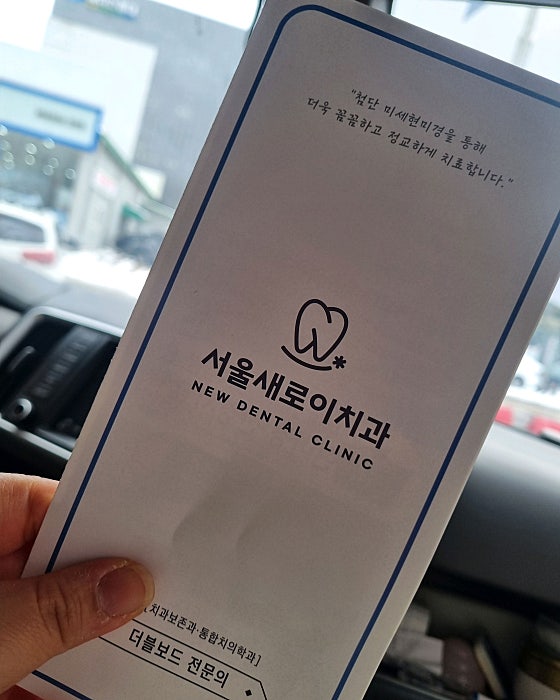 "첨단 미세현미경을 통해
더욱 꼼꼼하고 정교하게 치료합니다."
서울새로이치과
NEW DENTAL CLINIC
[치과보존과·통합치의학과]
더블보드 전문의